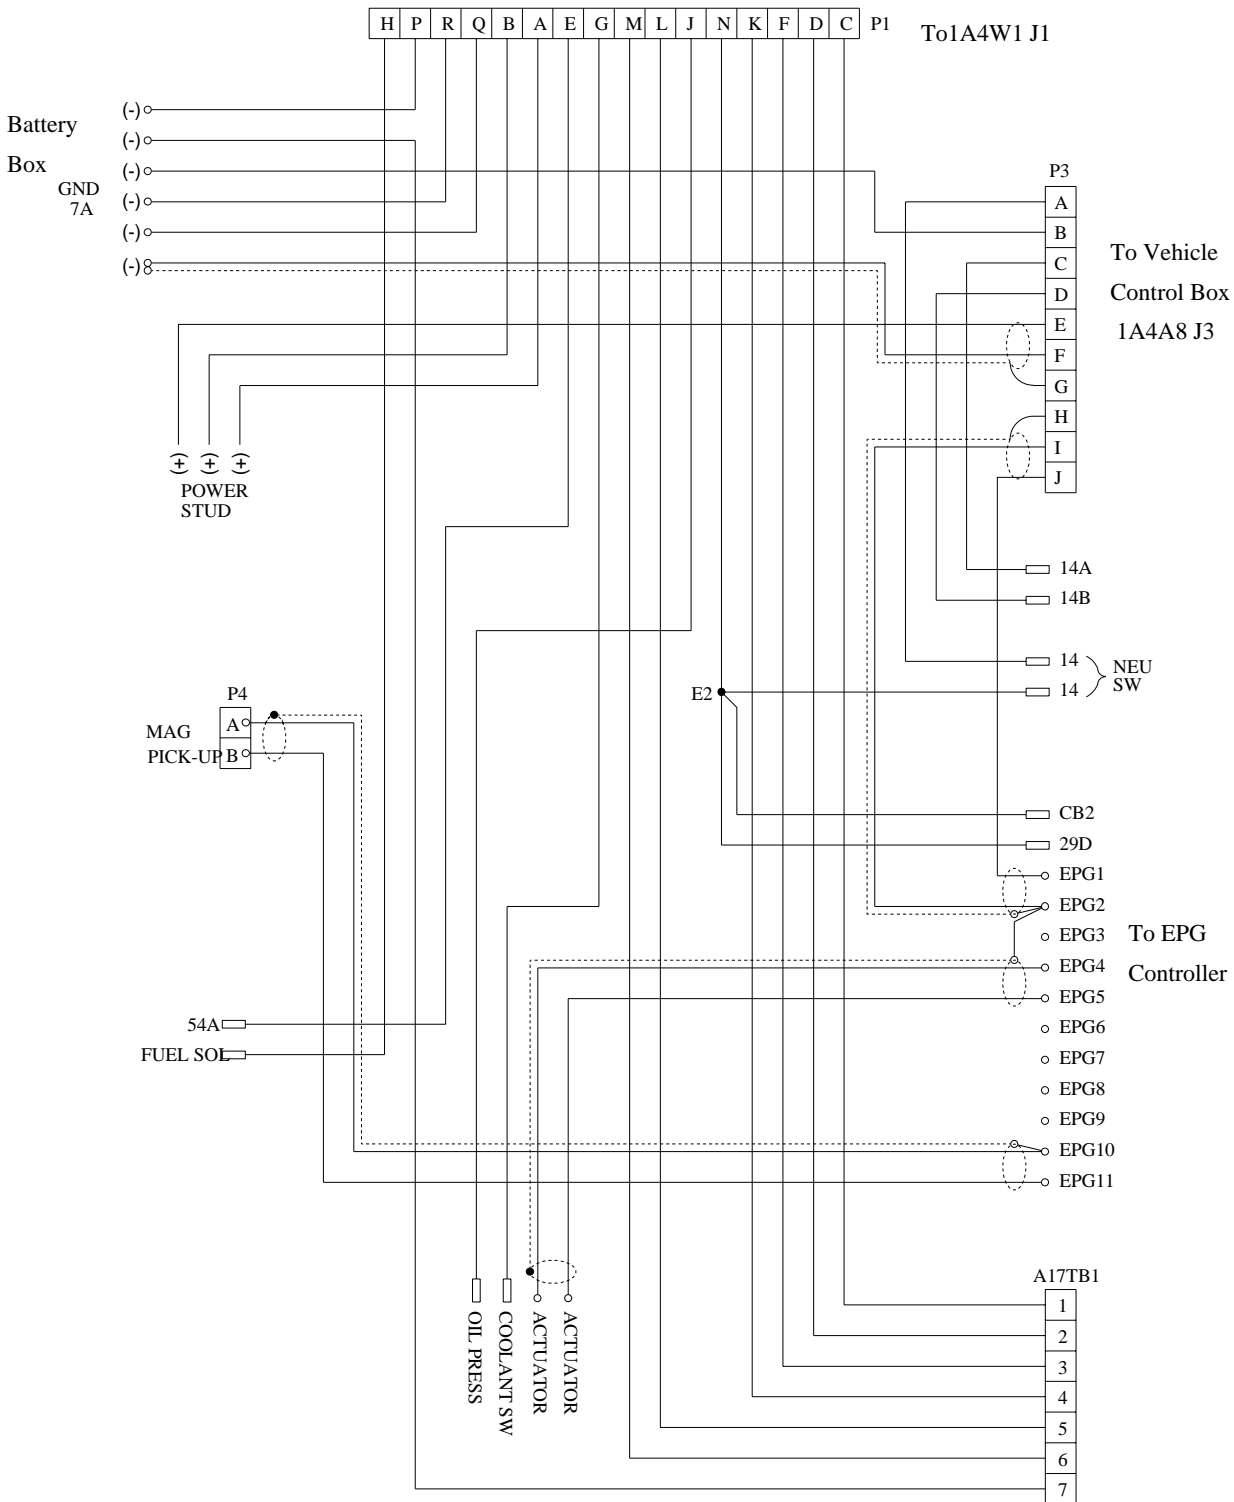 H P R Q B A E G M L J N K F D C P1 To1A4W1 J1
Battery
Box
GND
7A
(-)
(-)
(-)
(-)
(-)
(-)
P3
A
B
C
D
E
F
G
H
I
J
To Vehicle
Control Box
1A4A8 J3
(+) (+) (+)
POWER
STUD
14A
14B
14
14
NEU
SW
E2
P4
A
B
MAG
PICK-UP
CB2
29D
EPG1
EPG2
EPG3
EPG4
EPG5
EPG6
EPG7
EPG8
EPG9
EPG10
EPG11
To EPG
Controller
54A
FUEL SOL
OIL PRESS
COOLANT SW
ACTUATOR
ACTUATOR
A17TB1
1
2
3
4
5
6
7